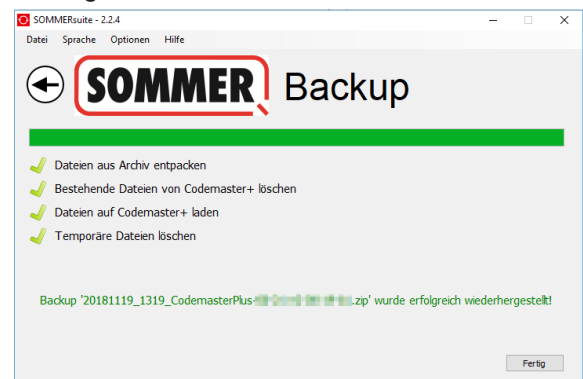 SOMMERsuite - 2.2.4
Datei Sprache Optionen Hilfe
SOMMER Backup
Dateien aus Archiv entpacken
Bestehende Dateien von Codemaster+ löschen
Dateien auf Codemaster+ laden
Temporäre Dateien löschen
Backup '20181119_1319_CodemasterPlus- .zip' wurde erfolgreich wiederhergestellt!
Fertig